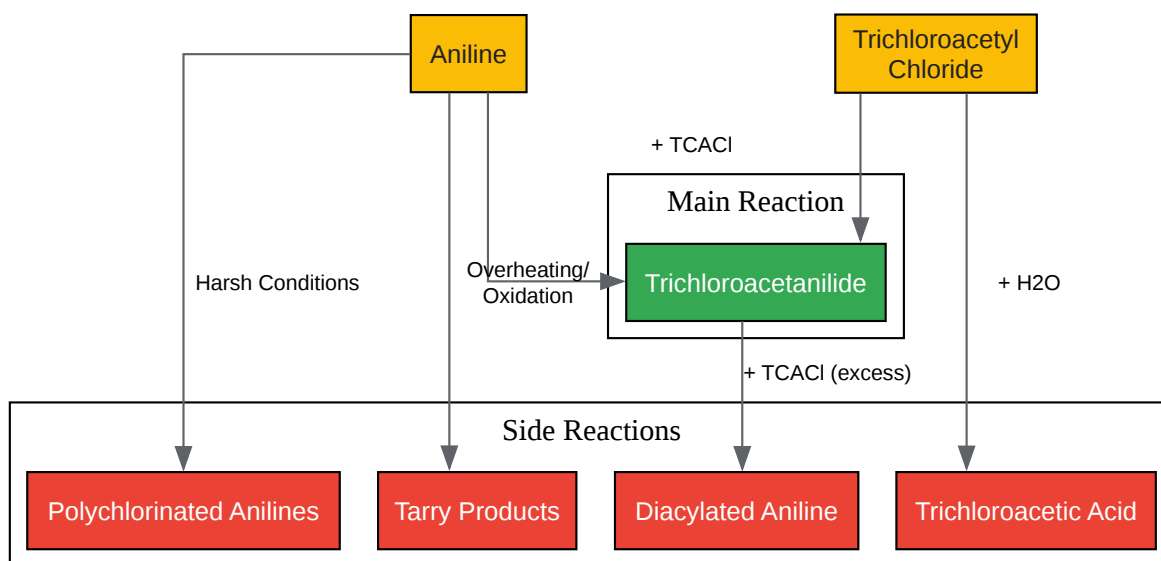 Aniline
Trichloroacetyl
Chloride
+ TCACl
Main Reaction
Overheating/
Oxidation
Trichloroacetanilide
Harsh Conditions
+ H2O
+ TCACl (excess)
Side Reactions
Polychlorinated Anilines
Tarry Products
Diacylated Aniline
Trichloroacetic Acid